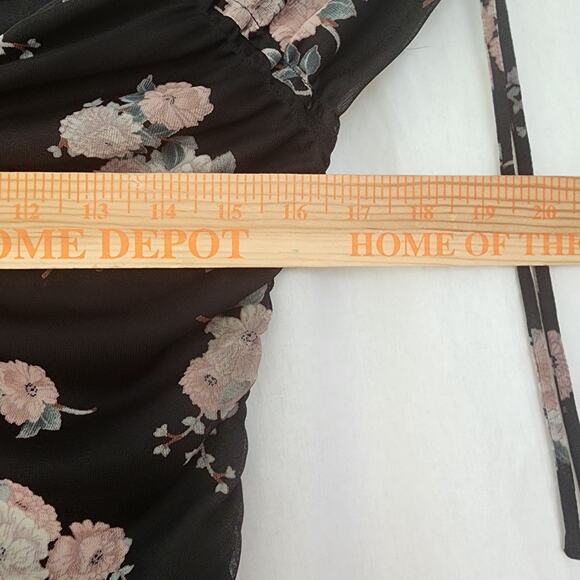 12 13 14 15 16 17 18 19 20
OME DEPOT HOME OF THE